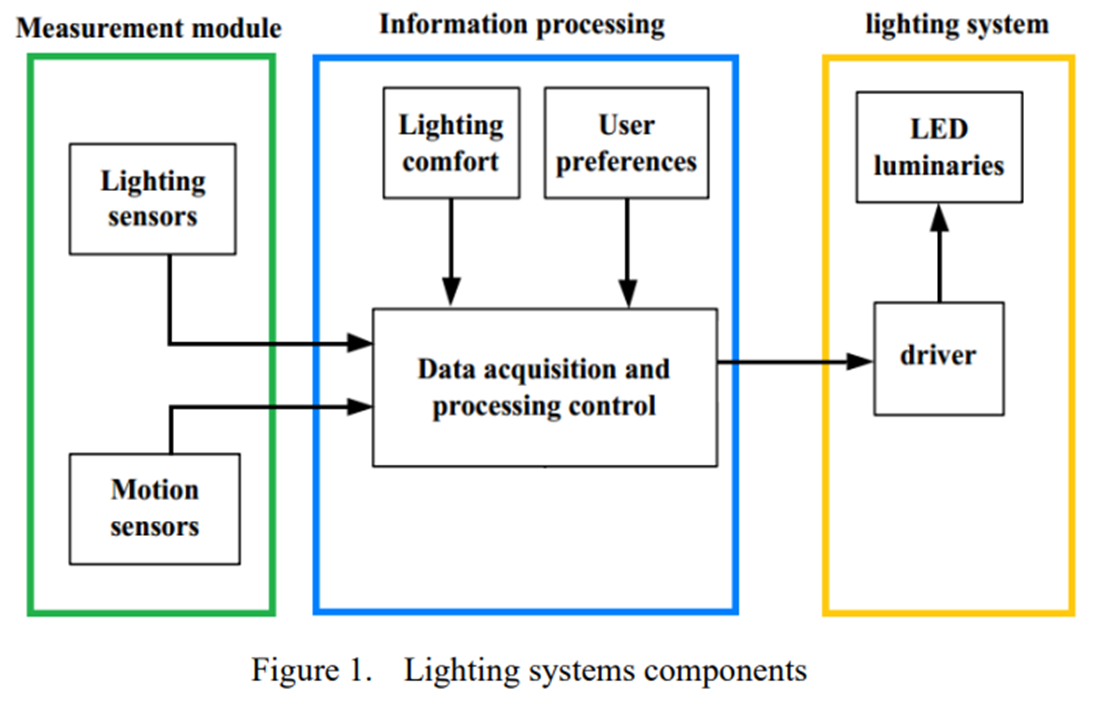 Measurement module
Information processing
lighting system
Lighting
sensors
Motion
sensors
Lighting
comfort
User
preferences
Data acquisition and
processing control
LED
luminaries
driver
Figure 1. Lighting systems components